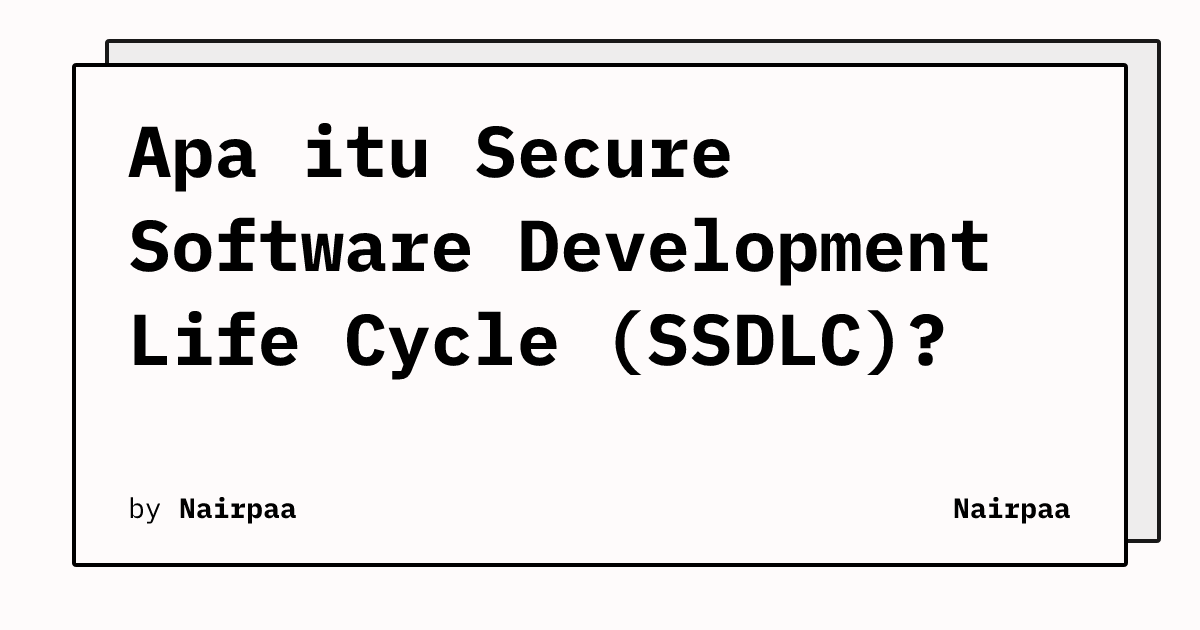 Apa itu Secure
Software Development
Life Cycle (SSDLC)?
by Nairpaa
Nairpaa